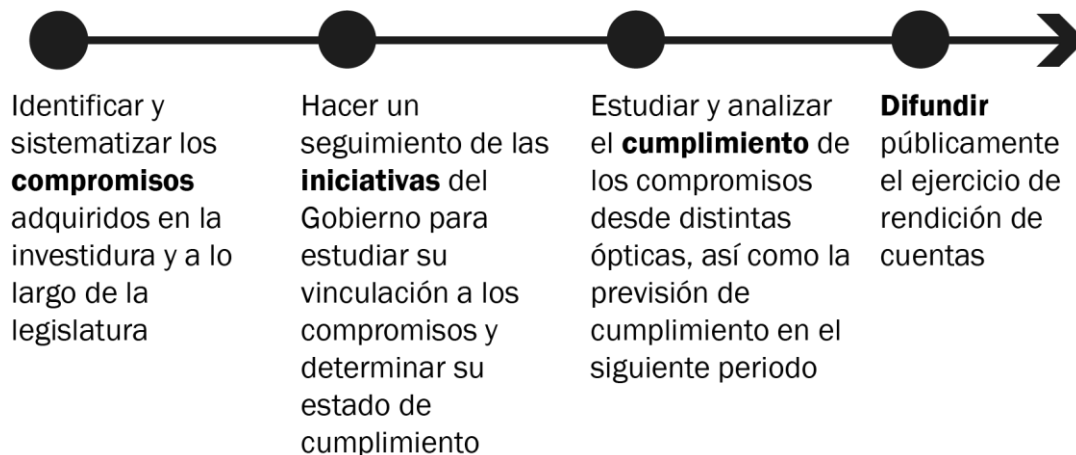 Identificar y
sistematizar los
compromisos
adquiridos en la
investidura y a lo
largo de la
legislatura
Hacer un
seguimiento de las
iniciativas del
Gobierno para
estudiar su
vinculación a los
compromisos y
determinar su
estado de
cumplimiento
Estudiar y analizar
el cumplimiento de
los compromisos
desde distintas
ópticas, así como la
previsión de
cumplimiento en el
siguiente periodo
Difundir
públicamente
el ejercicio de
rendición de
cuentas